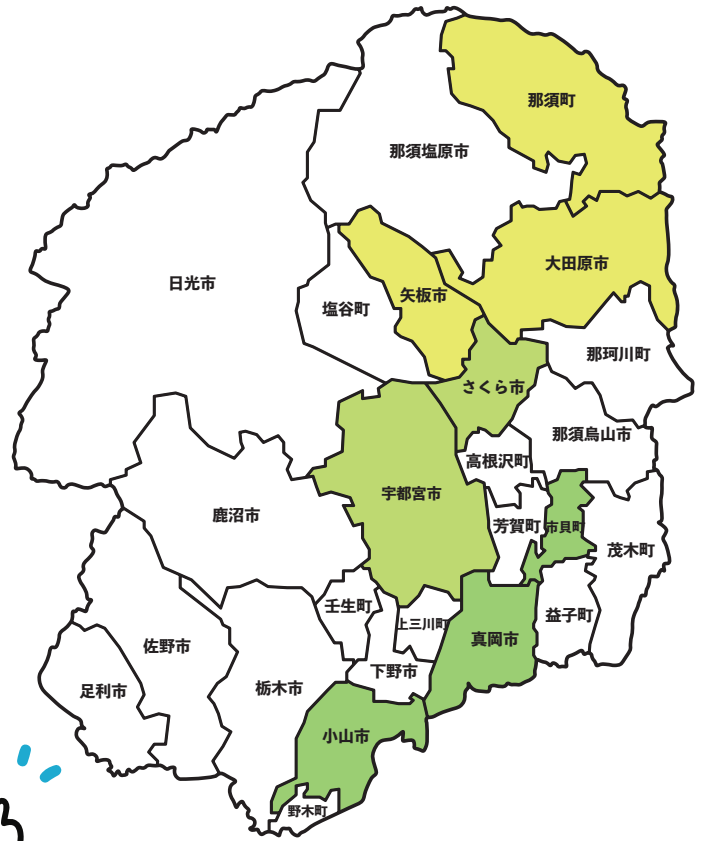 那須町
那須塩原市
大田原市
日光市
矢板市
塩谷町
那珂川町
さくら市
那須烏山市
高根沢町
宇都宮市
鹿沼市
芳賀町
市貝町
茂木町
壬生町
益子町
上三川町
真岡市
佐野市
下野市
栃木市
足利市
小山市
野木町